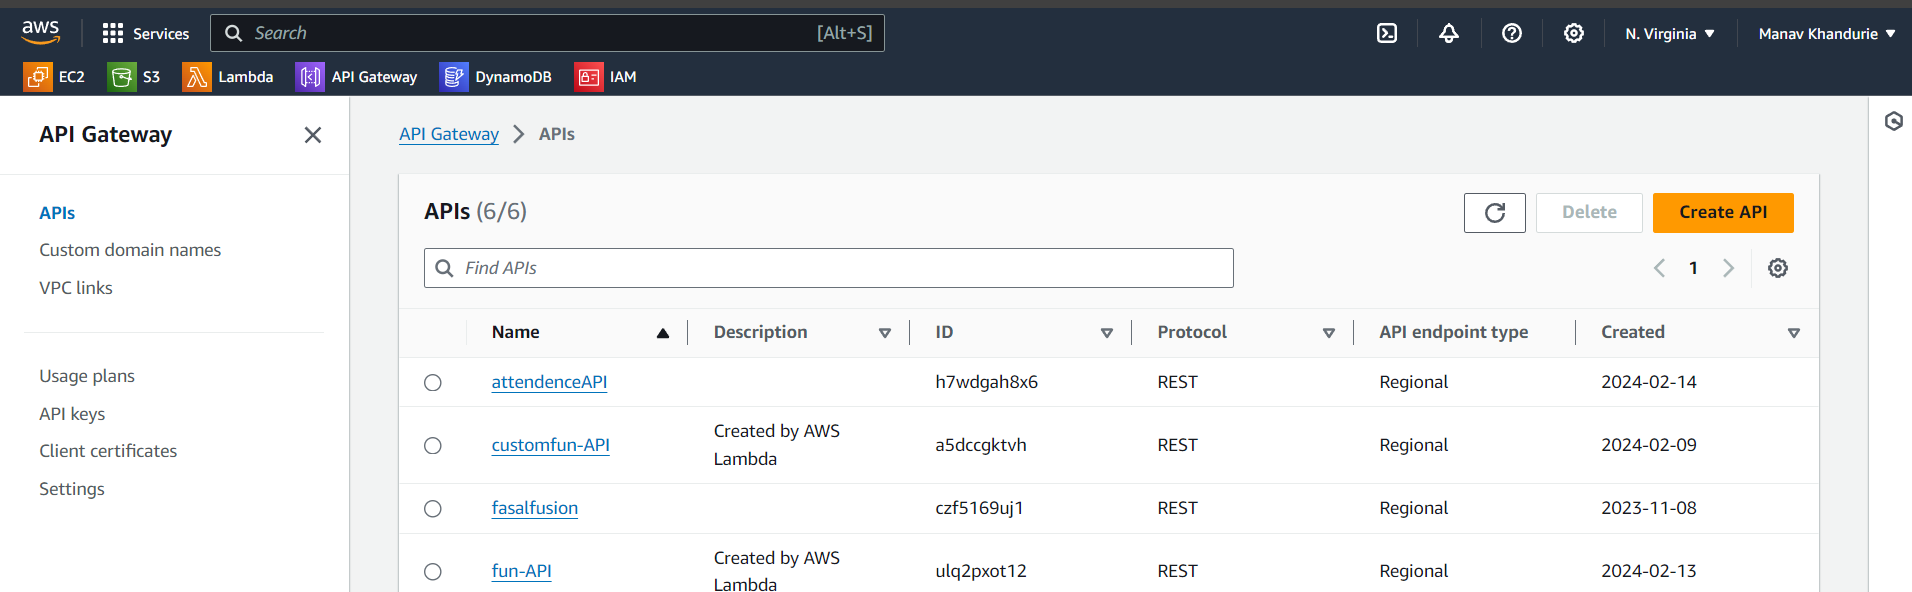 aws Services Search [Alt+S] N. Virginia Manav Khandurie
EC2 S3 Lambda API Gateway DynamoDB IAM
API Gateway
APIs
Custom domain names
VPC links
Usage plans
API keys
Client certificates
Settings
API Gateway APIs
APIs (6/6) Delete Create API
Find APIs 1
Name Description ID Protocol API endpoint type Created
attendenceAPI h7wdgah8x6 REST Regional 2024-02-14
customfun-API Created by AWS Lambda a5dccgktvh REST Regional 2024-02-09
fasalfusion czf5169uj1 REST Regional 2023-11-08
fun-API Created by AWS Lambda ulq2pxot12 REST Regional 2024-02-13